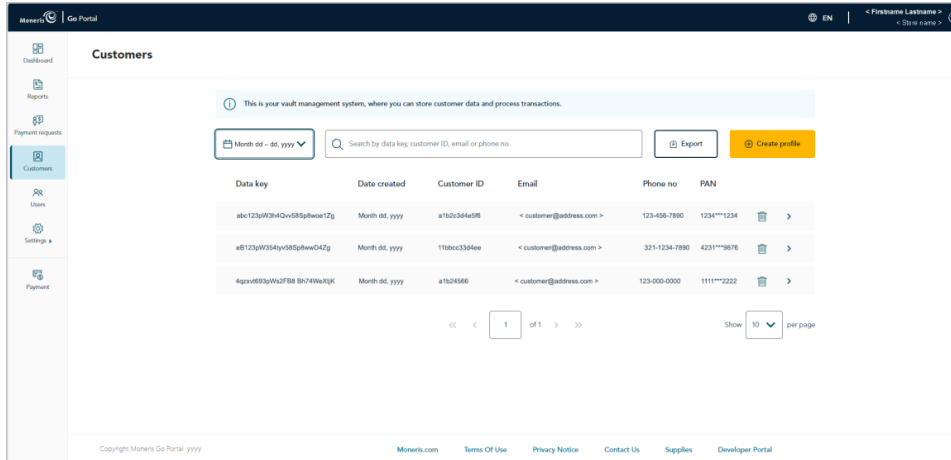 Moneris Go Portal
EN
< Firstname Lastname >
< Store name >
Dashboard
Reports
Payment requests
Customers
Users
Settings
Payment
Customers
This is your vault management system, where you can store customer data and process transactions.
Month dd – dd, yyyy
Search by data key, customer ID, email or phone no
Export
Create profile
Data key Date created Customer ID Email Phone no PAN
abc123pW3h4Qvv58Sp8woe1Zg Month dd, yyyy a1b2c3d4e5f6 < customer@address.com > 123-456-7890 1234***1234
eB123pW354tyv58Sp8wwD4Zg Month dd, yyyy 11bbcc33d4ee < customer@address.com > 321-1234-7890 4231***9876
4qzxvt693pWs2FB8 Bh74WeXtjK Month dd, yyyy a1b24566 < customer@address.com > 123-000-0000 1111***2222
<< < 1 of 1 > >>
Show 10 per page
Copyright Moneris Go Portal yyyy
Moneris.com Terms Of Use Privacy Notice Contact Us Supplies Developer Portal